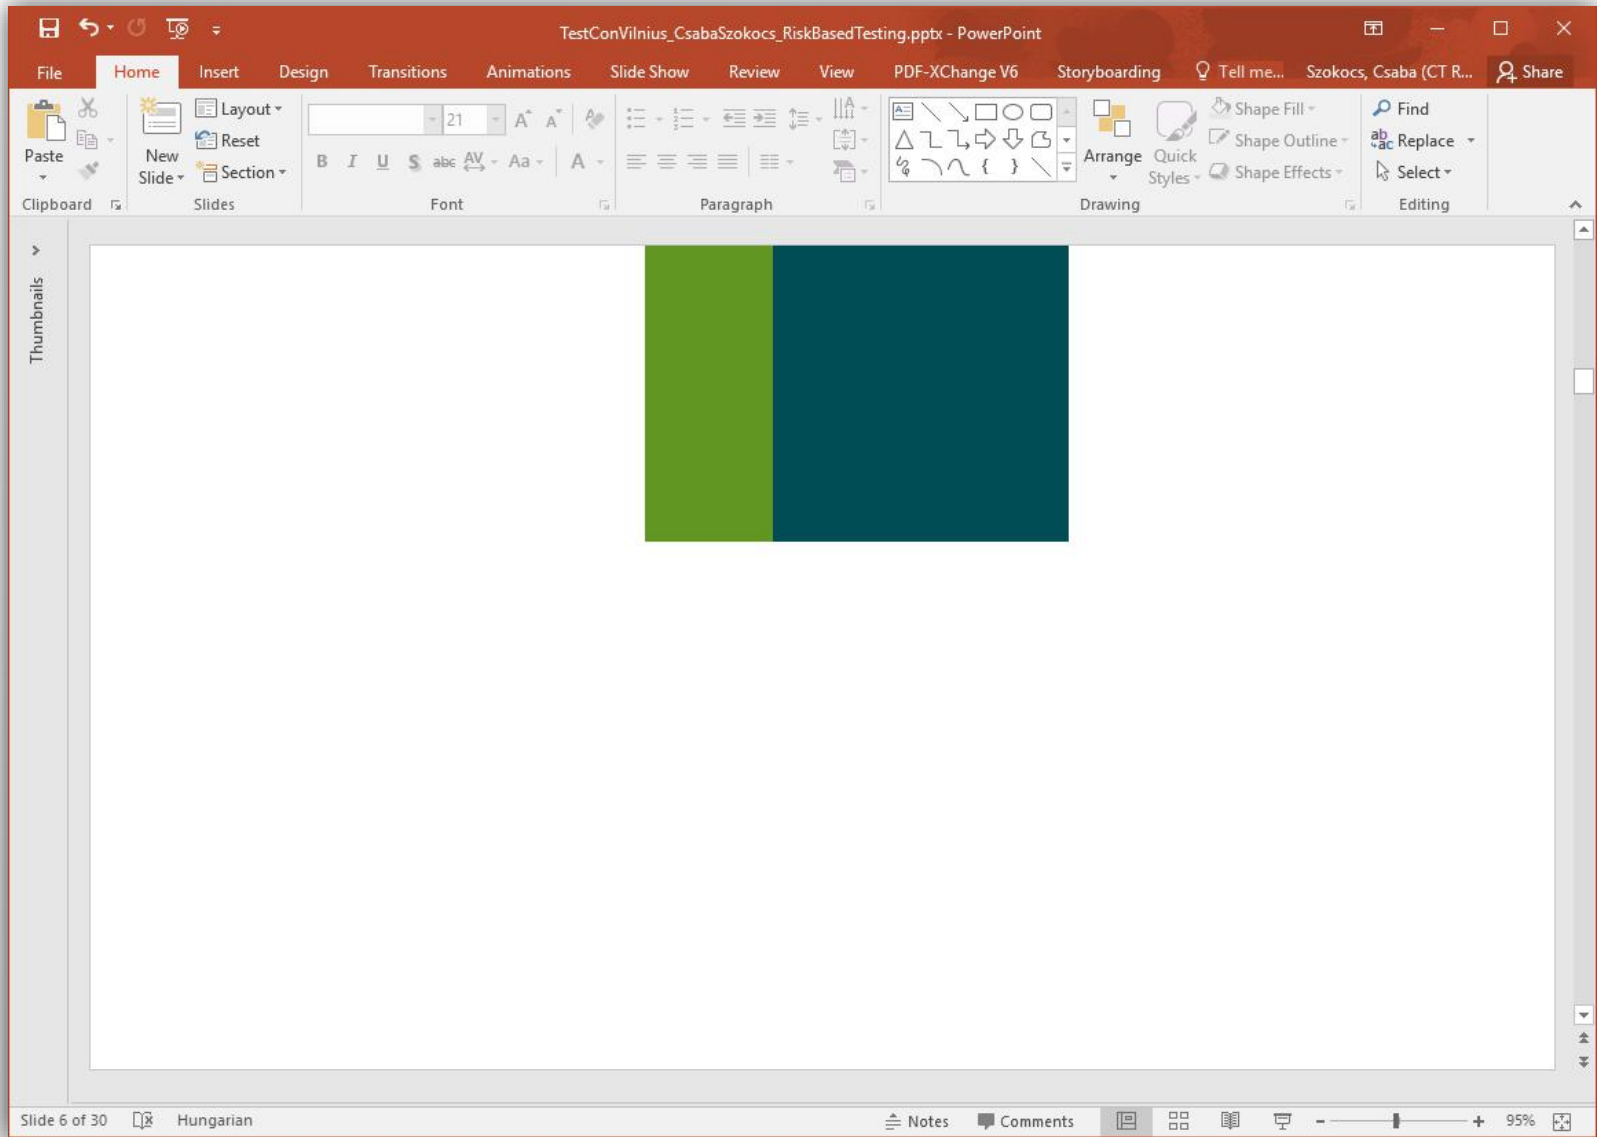 TestConVilnius_CsabaSzokocs_RiskBasedTesting.pptx - PowerPoint
File Home Insert Design Transitions Animations Slide Show Review View PDF-XChange V6 Storyboarding Tell me... Szokocs, Csaba (CT R... Share
Paste
New Slide
Layout
Reset
Section
21
B I U S abc AV Aa A
Arrange
Quick Styles
Shape Fill
Shape Outline
Shape Effects
Find
Replace
Select
Clipboard Slides Font Paragraph Drawing Editing
Thumbnails
Slide 6 of 30 Hungarian Notes Comments 95%